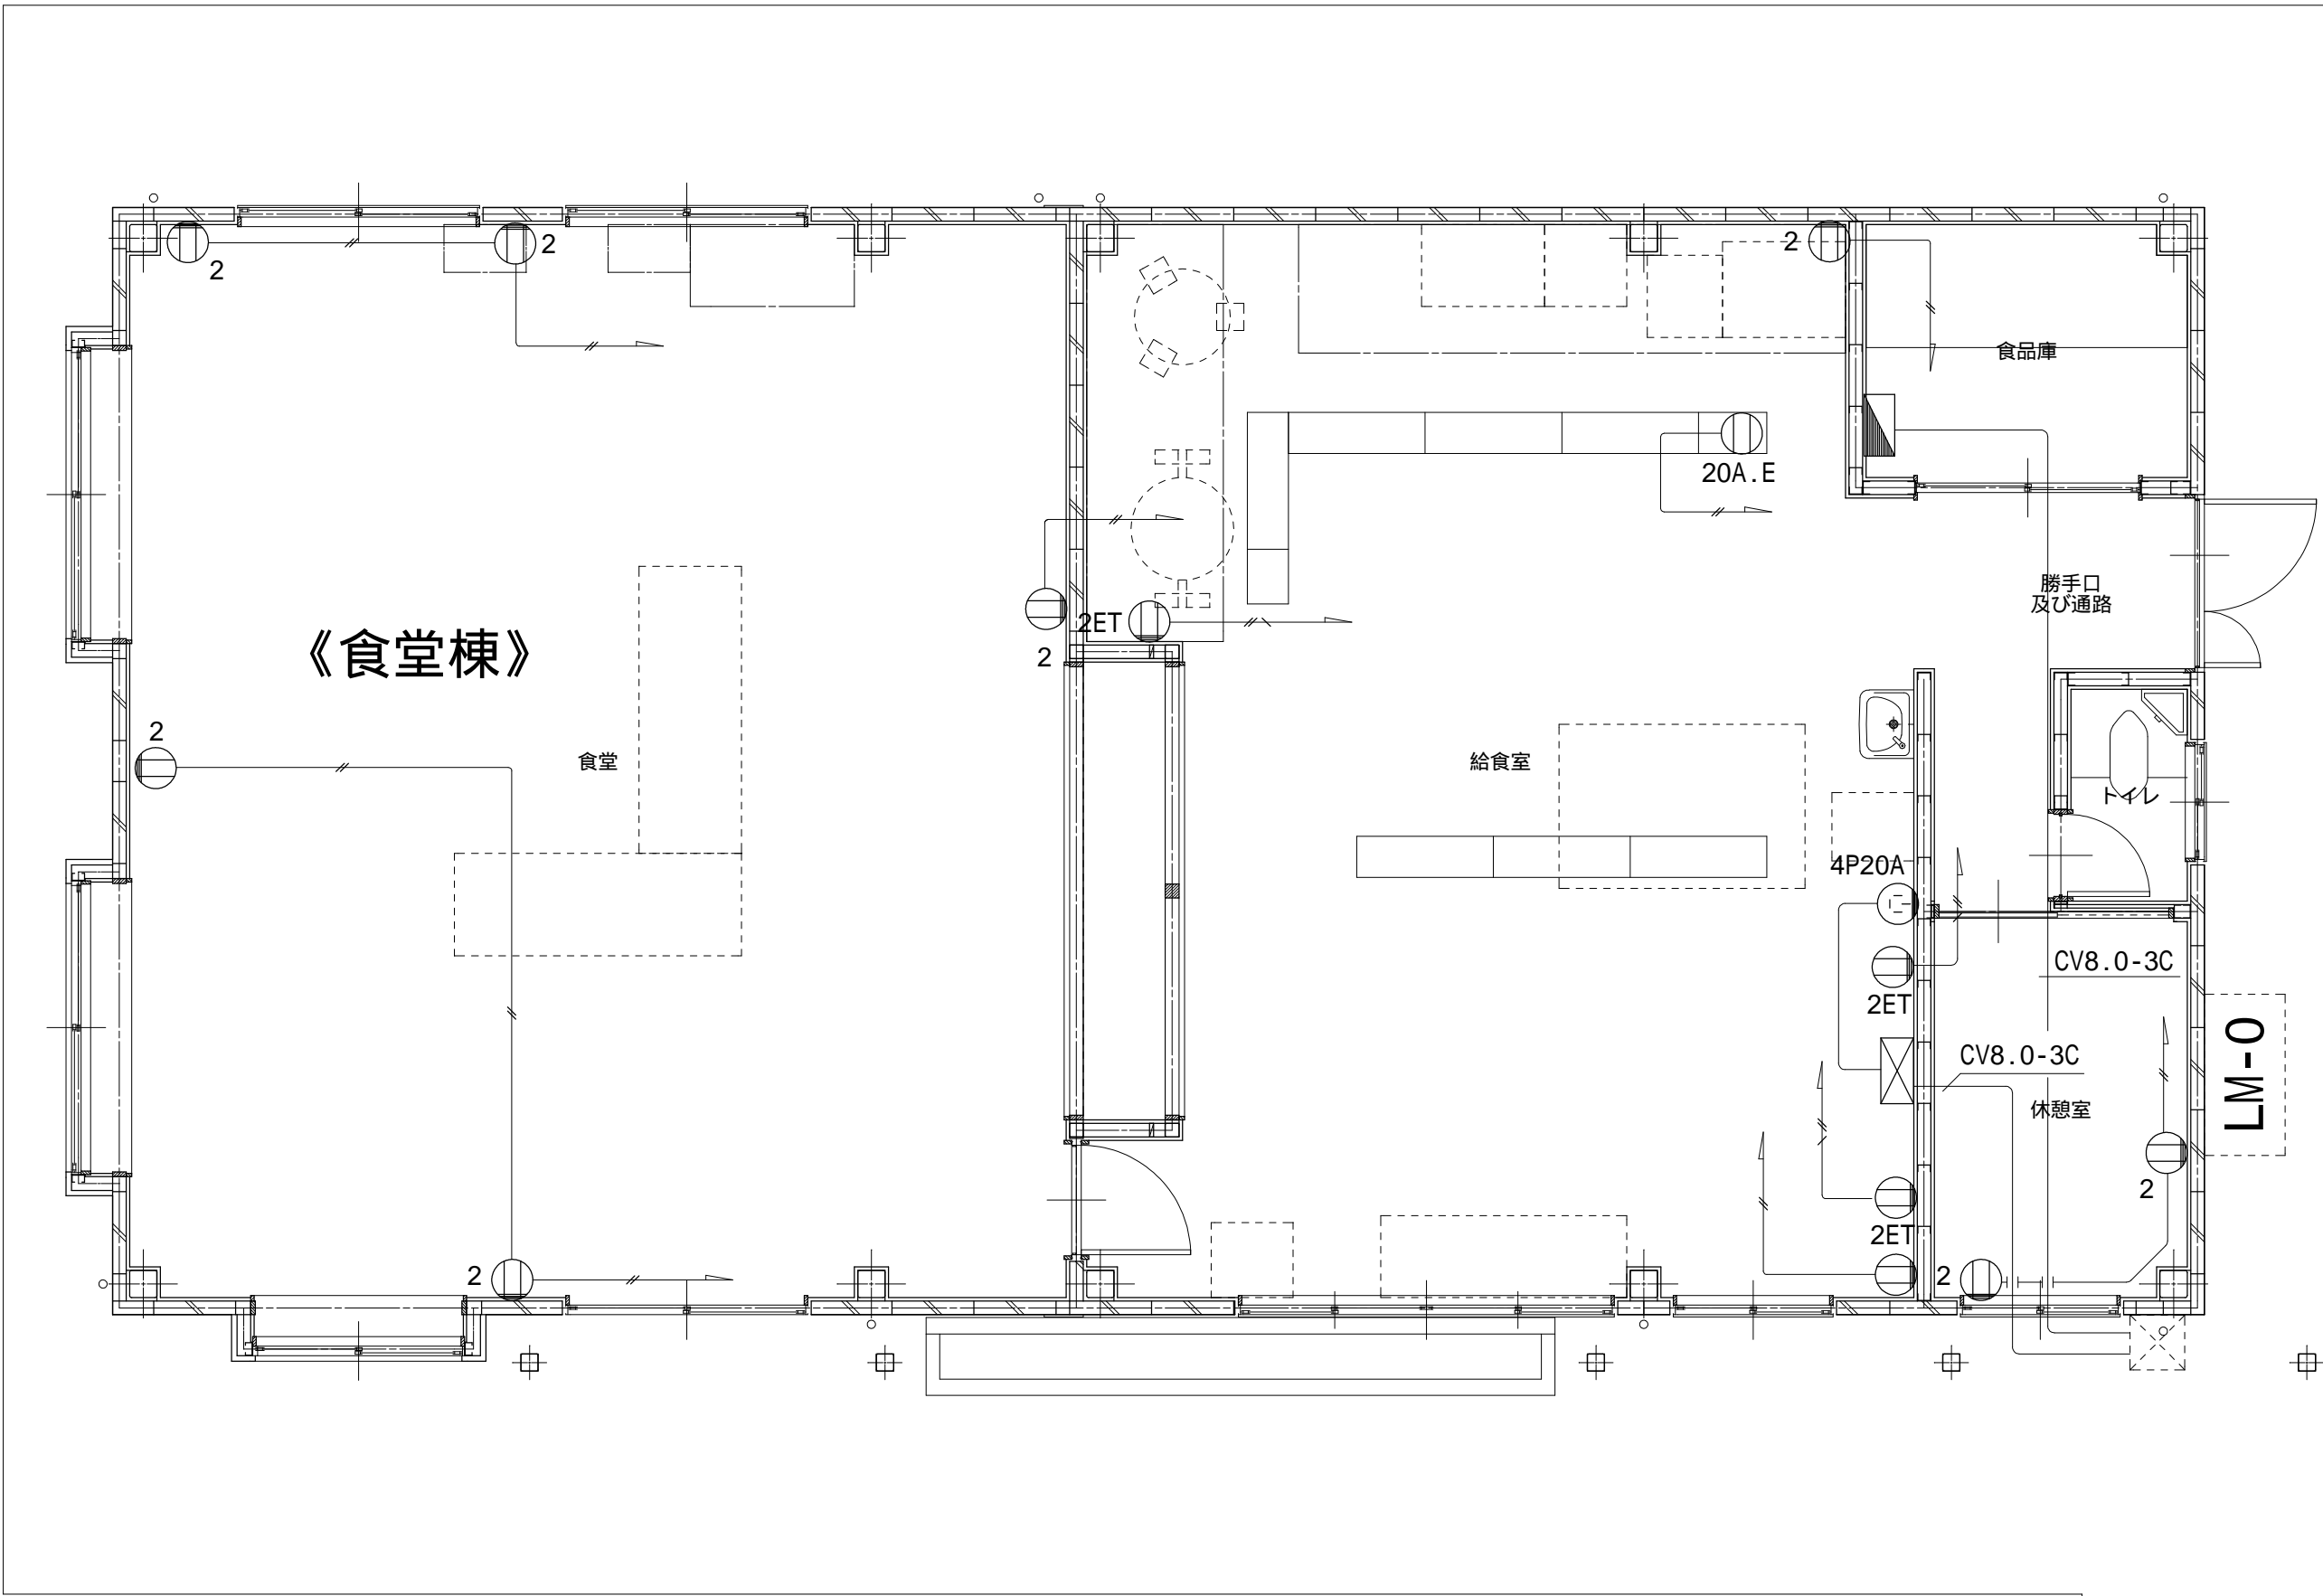 2
2
2
食品庫
20A.E
勝手口
及び通路
2ET
2
《食堂棟》
2
食堂
給食室
トイレ
4P20A
CV8.0-3C
2ET
LM-0
CV8.0-3C
休憩室
2
2ET
2
2